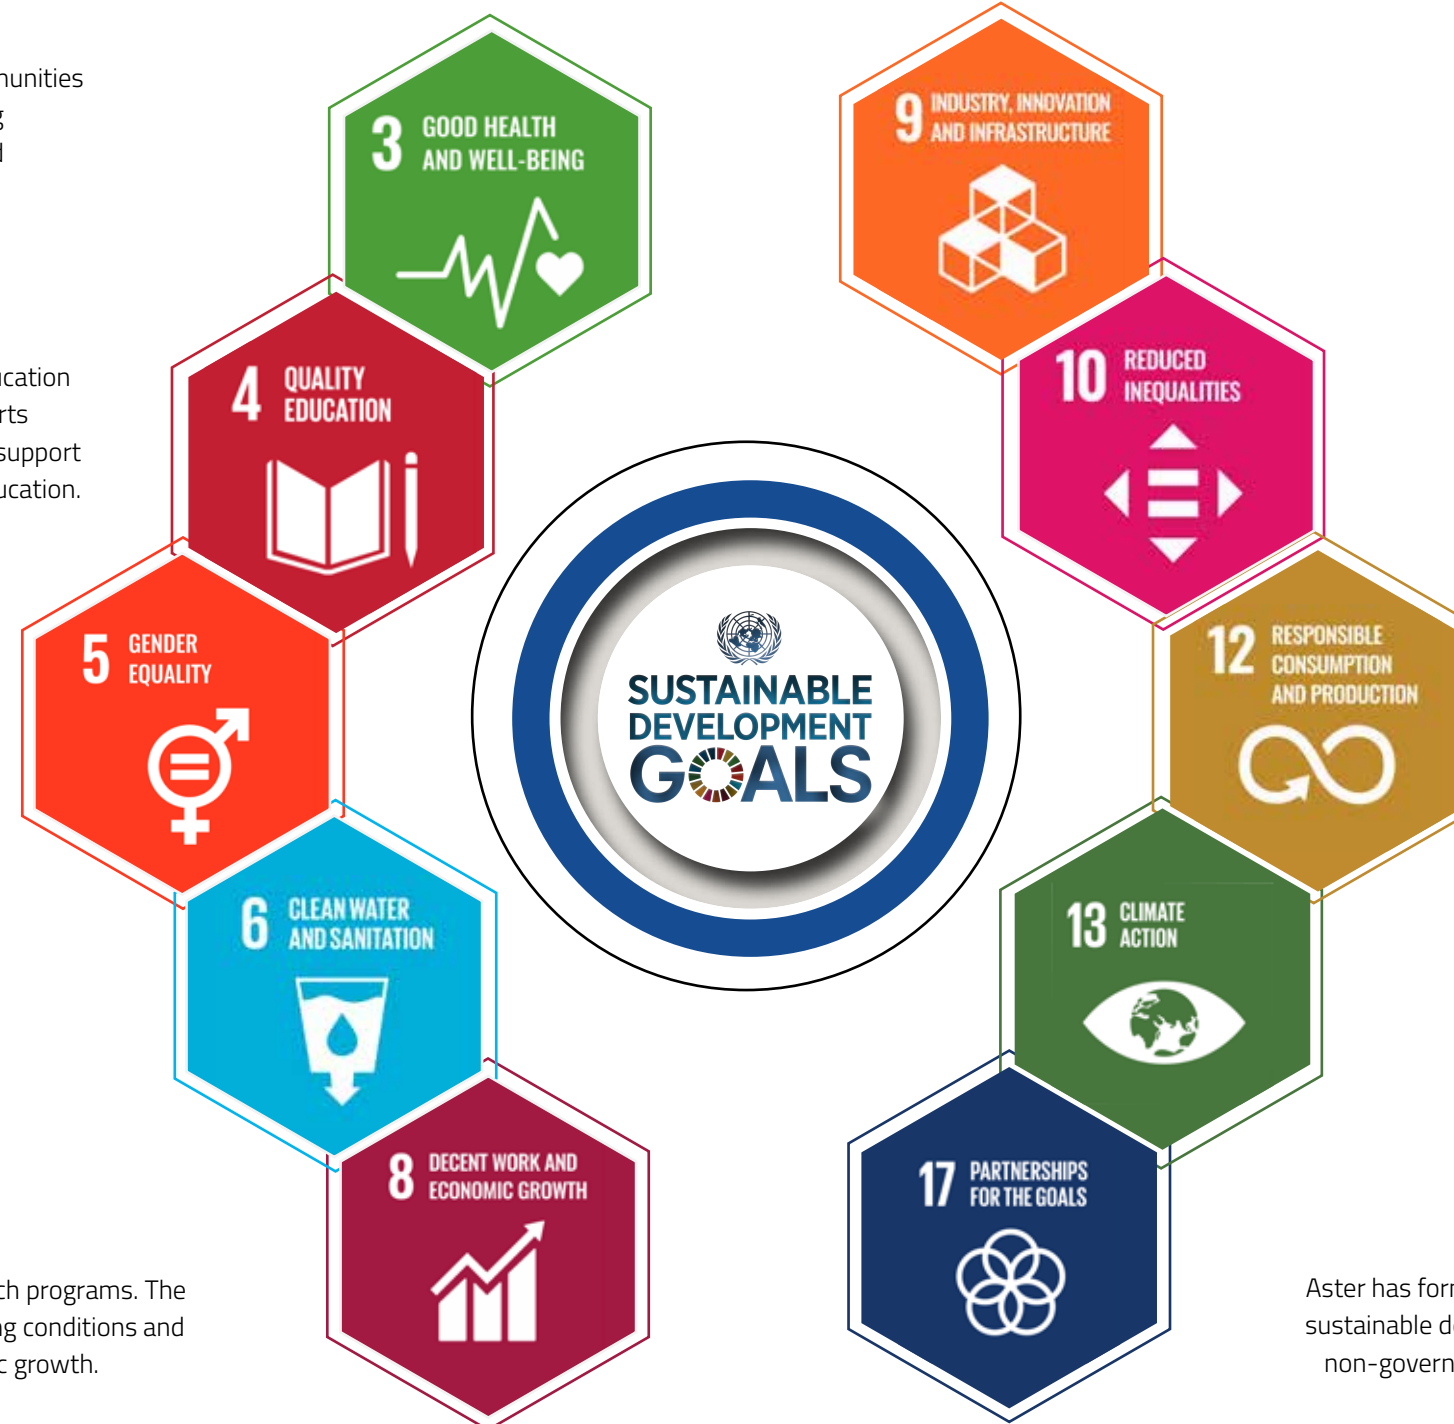 3 GOOD HEALTH
AND WELL-BEING
4 QUALITY
EDUCATION
support
5 GENDER
EQUALITY
6 CLEAN WATER
AND SANITATION
8 DECENT WORK AND
ECONOMIC GROWTH
programs. The
conditions and
growth.
SUSTAINABLE
DEVELOPMENT
GOALS
9 INDUSTRY, INNOVATION
AND INFRASTRUCTURE
10 REDUCED
INEQUALITIES
12 RESPONSIBLE
CONSUMPTION
AND PRODUCTION
13 CLIMATE
ACTION
17 PARTNERSHIPS
FOR THE GOALS
Aster has
sustainable